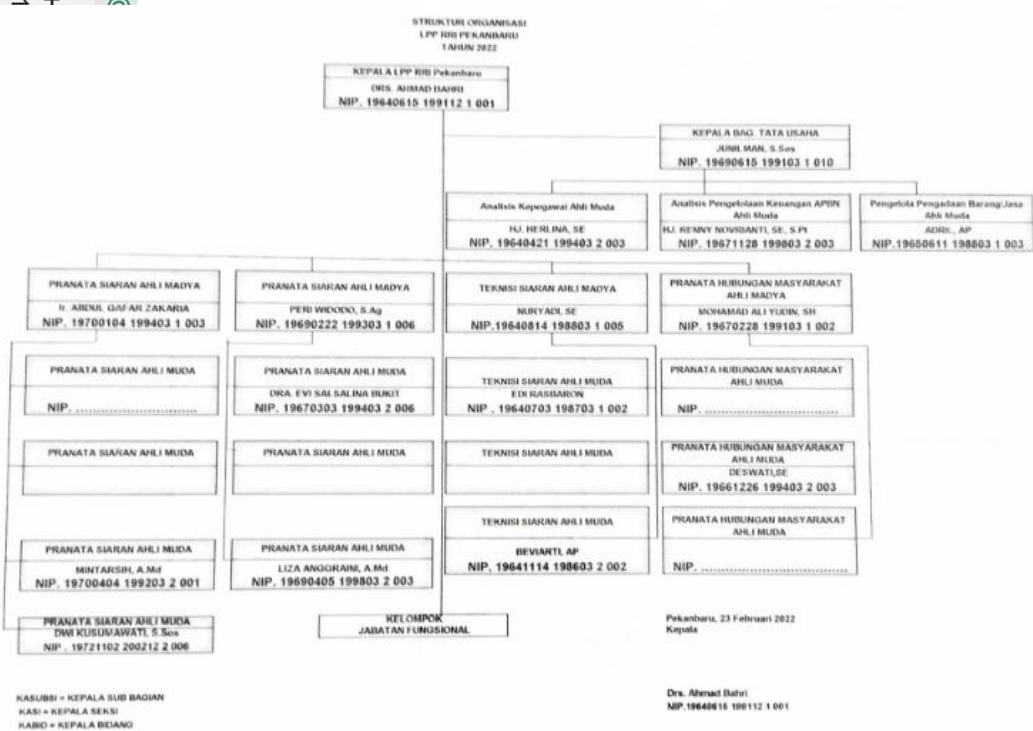 STRUKTUR ORGANISASI
LPP RRI PEKANBARU
TAHUN 2022
KEPALA LPP RRI Pekanbaru
DRS. AHMAD BAHRI
NIP. 19640615 199112 1 001
KEPALA BAG. TATA USAHA
JUNILMAN, S.Sos
NIP. 19690615 199103 1 010
Analisis Kepegawai Ahli Muda
HJ. HERLINA, SE
NIP. 19640421 199403 2 003
Analisis Pengelolaan Keuangan APBN
Ahli Muda
HJ. RENNY NOVRIANTI, SE, S.PI
NIP. 19671128 199803 2 003
Pengelola Pengadaan Barang/Jasa
Ahli Muda
ADRIL, AP
NIP.19650611 198803 1 003
PRANATA SIARAN AHLI MADYA
Ir. ABDUL GAFAR ZAKARIA
NIP. 19700104 199403 1 003
PRANATA SIARAN AHLI MADYA
PERI WIDODO, S.Ag
NIP. 19690222 199303 1 006
TEKNISI SIARAN AHLI MADYA
NURYADI, SE
NIP.19640814 198803 1 005
PRANATA HUBUNGAN MASYARAKAT
AHLI MADYA
MOHAMAD ALI YUDIN, SH
NIP. 19670228 199103 1 002
PRANATA SIARAN AHLI MUDA
NIP. ..............................
PRANATA SIARAN AHLI MUDA
DRA. EVI SALSALINA BUKIT
NIP. 19670303 199403 2 006
TEKNISI SIARAN AHLI MUDA
EDI RASBARON
NIP . 19640703 198703 1 002
PRANATA HUBUNGAN MASYARAKAT
AHLI MUDA
NIP. ..............................
PRANATA SIARAN AHLI MUDA
PRANATA SIARAN AHLI MUDA
TEKNISI SIARAN AHLI MUDA
PRANATA HUBUNGAN MASYARAKAT
AHLI MUDA
DESWATI,SE
NIP. 19661226 199403 2 003
PRANATA SIARAN AHLI MUDA
MINTARSIH, A.Md
NIP. 19700404 199203 2 001
PRANATA SIARAN AHLI MUDA
LIZA ANGGRAIM, A.Md
NIP. 19690405 199803 2 003
TEKNISI SIARAN AHLI MUDA
BEVIARTI, AP
NIP. 19641114 198603 2 002
PRANATA HUBUNGAN MASYARAKAT
AHLI MUDA
NIP. ..............................
PRANATA SIARAN AHLI MUDA
DWI KUSUMAWATI, S.Sos
NIP . 19721102 200212 2 006
KELOMPOK
JABATAN FUNGSIONAL
Pekanbaru, 23 Februari 2022
Kepala
Drs. Ahmad Bahri
NIP.19640615 199112 1 001
KASUBSI = KEPALA SUB BAGIAN
KASI = KEPALA SEKSI
KABID = KEPALA BIDANG